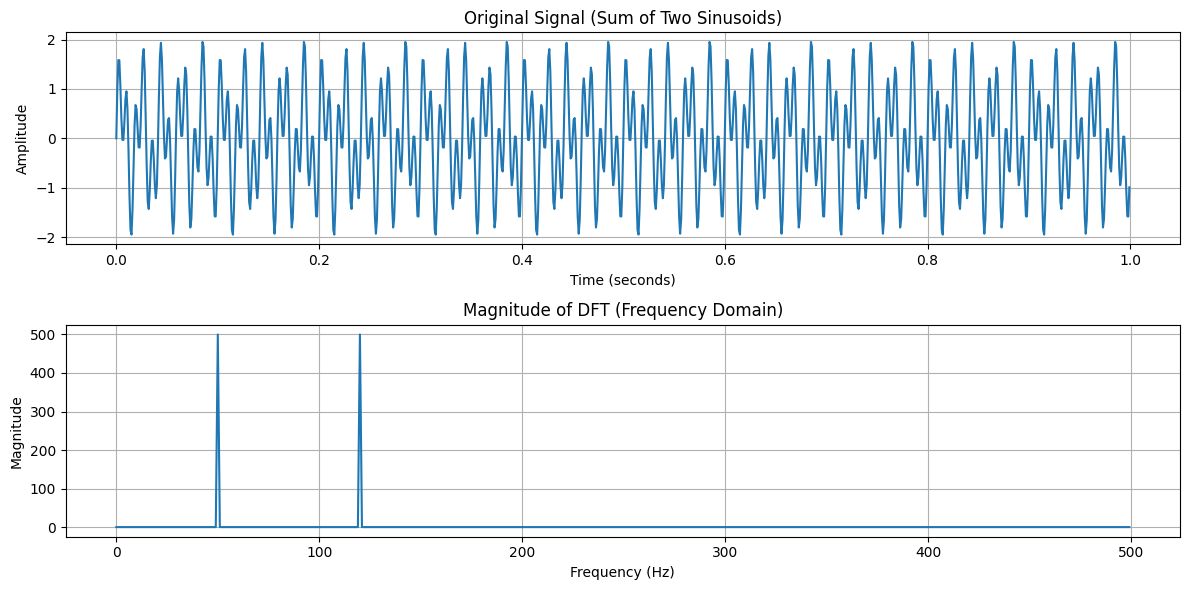 Original Signal (Sum of Two Sinusoids)
2
1
0
−1
−2
Amplitude
0.0 0.2 0.4 0.6 0.8 1.0
Time (seconds)
Magnitude of DFT (Frequency Domain)
500
400
300
200
100
0
Magnitude
0 100 200 300 400 500
Frequency (Hz)